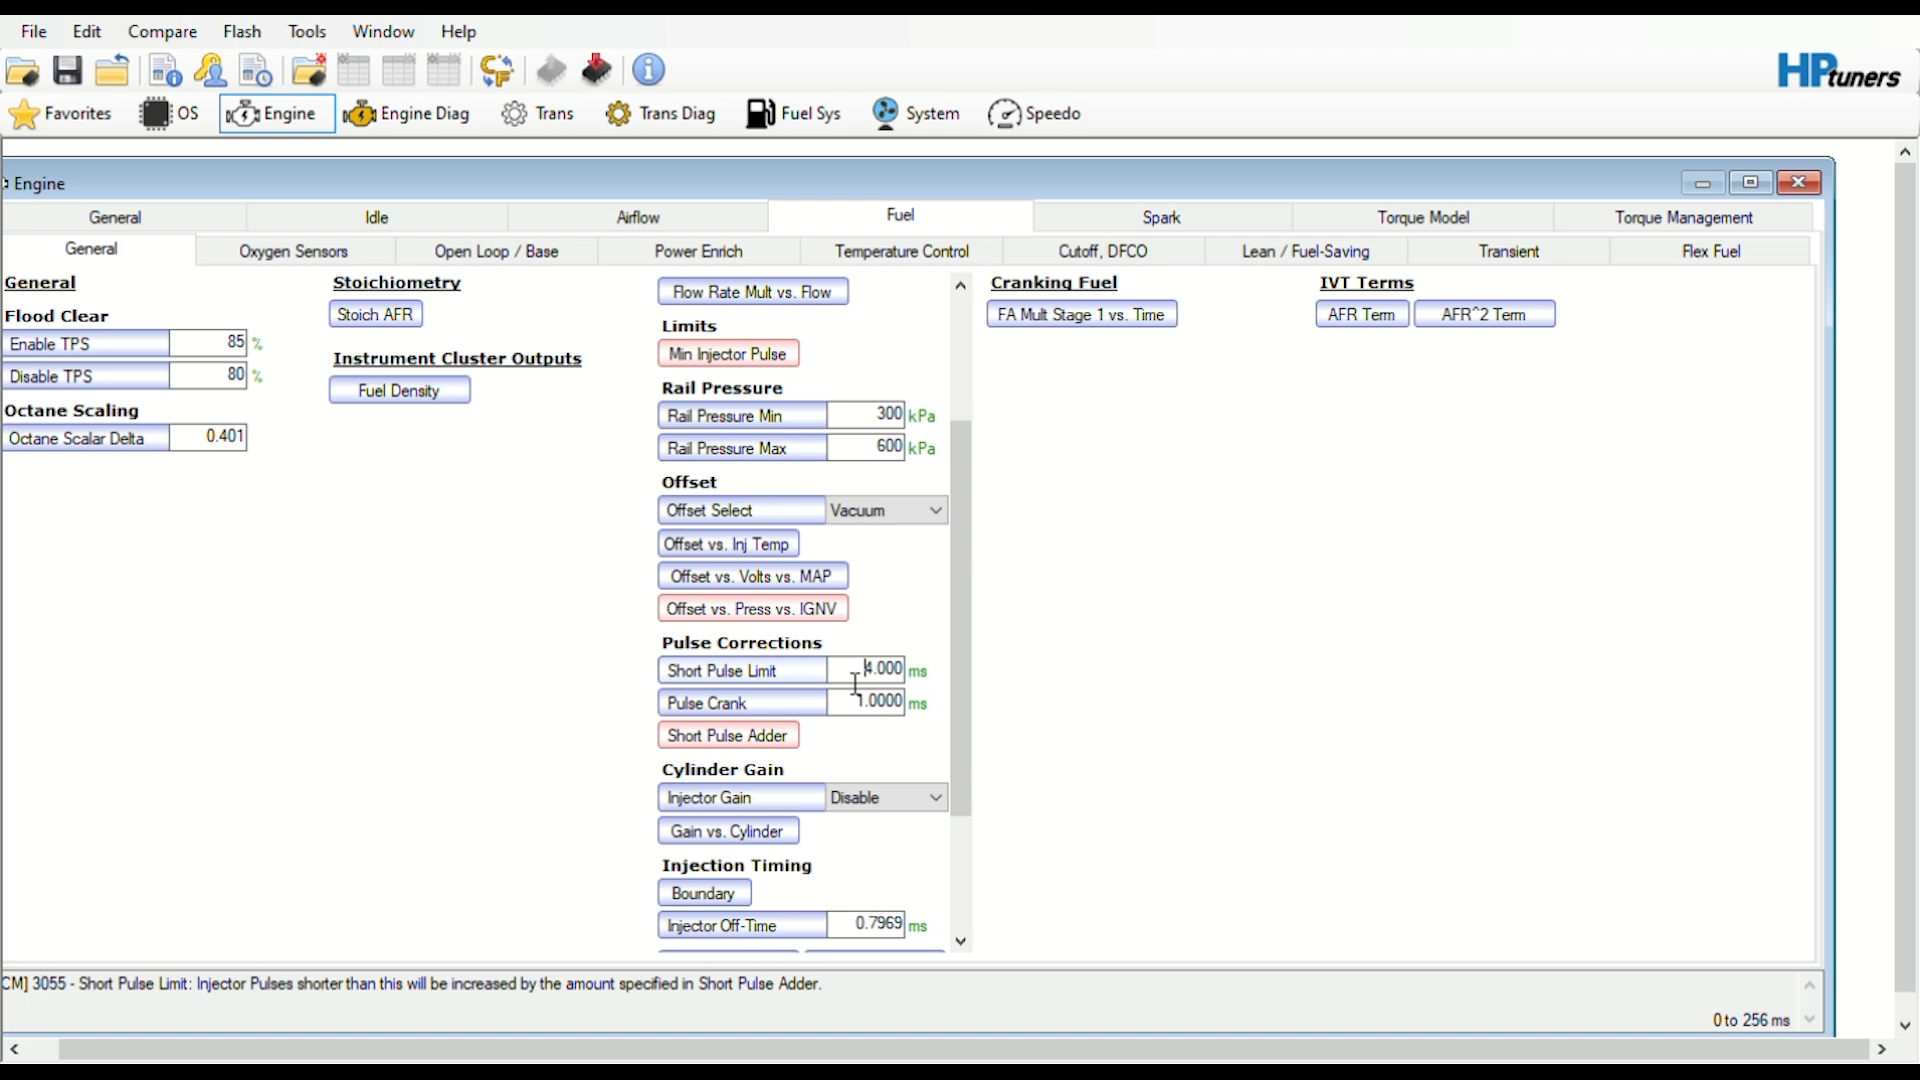 File Edit Compare Flash Tools Window Help
HPtuners
Favorites OS Engine Engine Diag Trans Trans Diag Fuel Sys System Speedo
Engine
General Idle Airflow Fuel Spark Torque Model Torque Management
General Oxygen Sensors Open Loop / Base Power Enrich Temperature Control Cutoff, DFCO Lean / Fuel-Saving Transient Flex Fuel
General
Flood Clear
Enable TPS 85 %
Disable TPS 80 %
Octane Scaling
Octane Scalar Delta 0.401
Stoichiometry
Stoich AFR
Instrument Cluster Outputs
Fuel Density
Flow Rate Mult vs. Flow
Limits
Min Injector Pulse
Rail Pressure
Rail Pressure Min 300 kPa
Rail Pressure Max 600 kPa
Offset
Offset Select Vacuum
Offset vs. Inj Temp
Offset vs. Volts vs. MAP
Offset vs. Press vs. IGNV
Pulse Corrections
Short Pulse Limit 4.000 ms
Pulse Crank 1.0000 ms
Short Pulse Adder
Cylinder Gain
Injector Gain Disable
Gain vs. Cylinder
Injection Timing
Boundary
Injector Off-Time 0.7969 ms
Cranking Fuel
FA Mult Stage 1 vs. Time
IVT Terms
AFR Term AFR^2 Term
CM] 3055 - Short Pulse Limit: Injector Pulses shorter than this will be increased by the amount specified in Short Pulse Adder.
0 to 256 ms